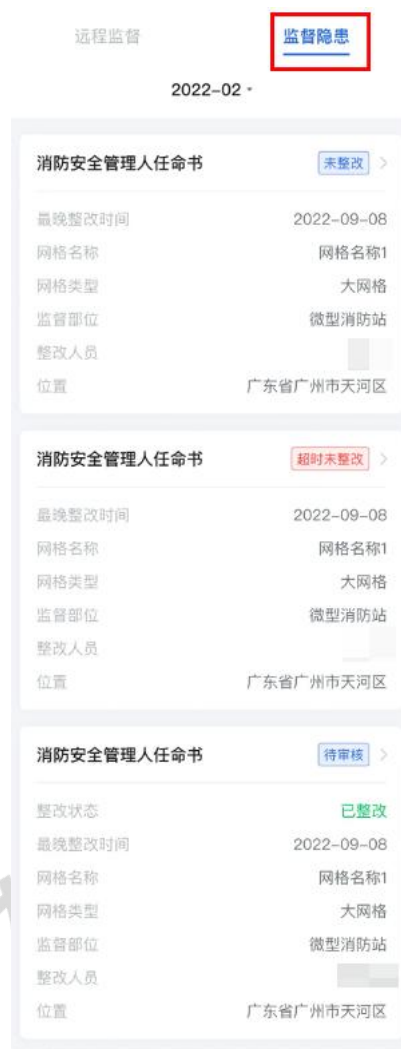 远程监督 监督隐患
2022-02
消防安全管理人任命书 未整改
最晚整改时间 2022-09-08
网格名称 网格名称1
网格类型 大网格
监督部位 微型消防站
整改人员
位置 广东省广州市天河区
消防安全管理人任命书 超时未整改
最晚整改时间 2022-09-08
网格名称 网格名称1
网格类型 大网格
监督部位 微型消防站
整改人员
位置 广东省广州市天河区
消防安全管理人任命书 待审核
整改状态 已整改
最晚整改时间 2022-09-08
网格名称 网格名称1
网格类型 大网格
监督部位 微型消防站
整改人员
位置 广东省广州市天河区